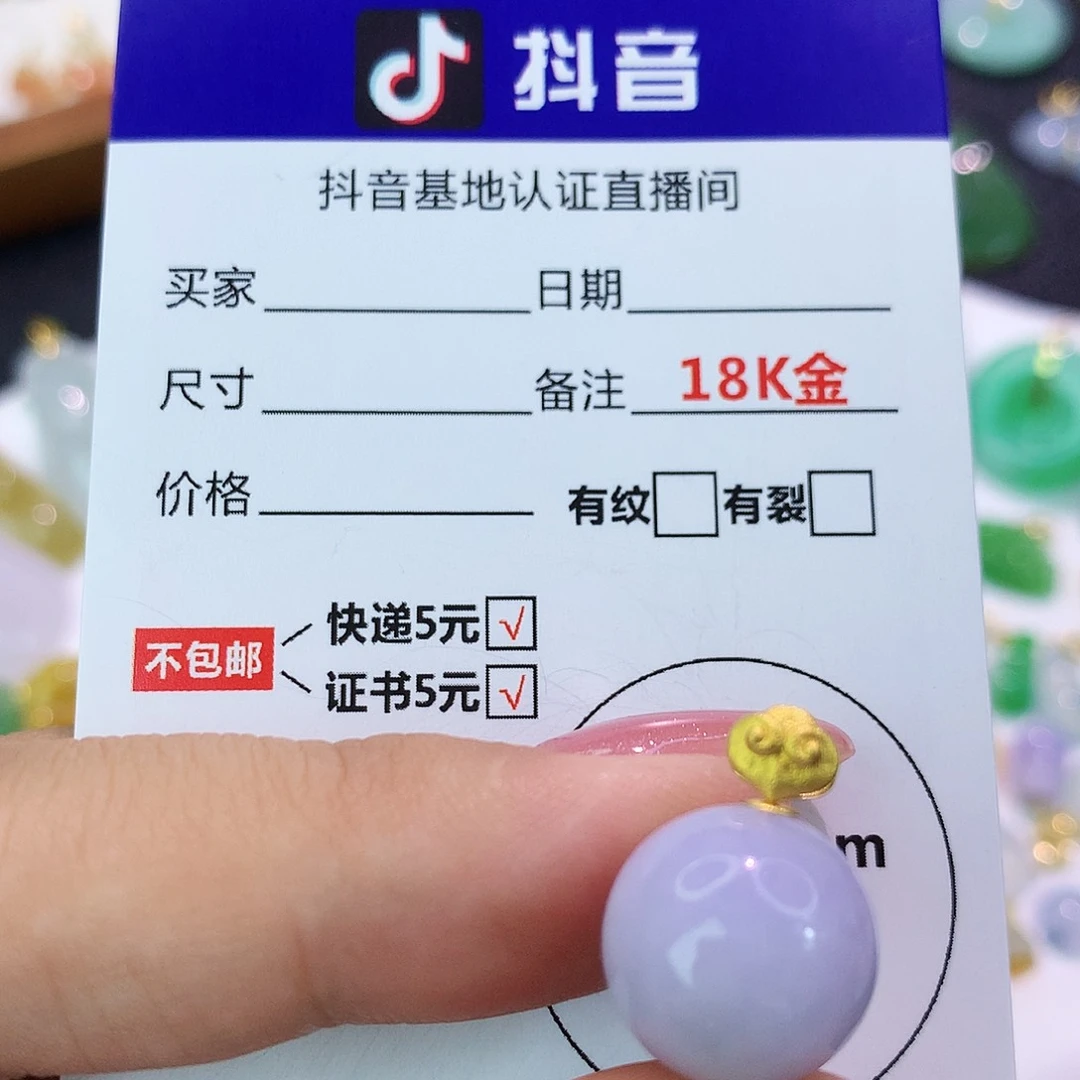 抖音
抖音基地认证直播间
买家 日期
尺寸 备注 18K金
价格 有纹 有裂
不包邮 快递5元 √
证书5元 √
m